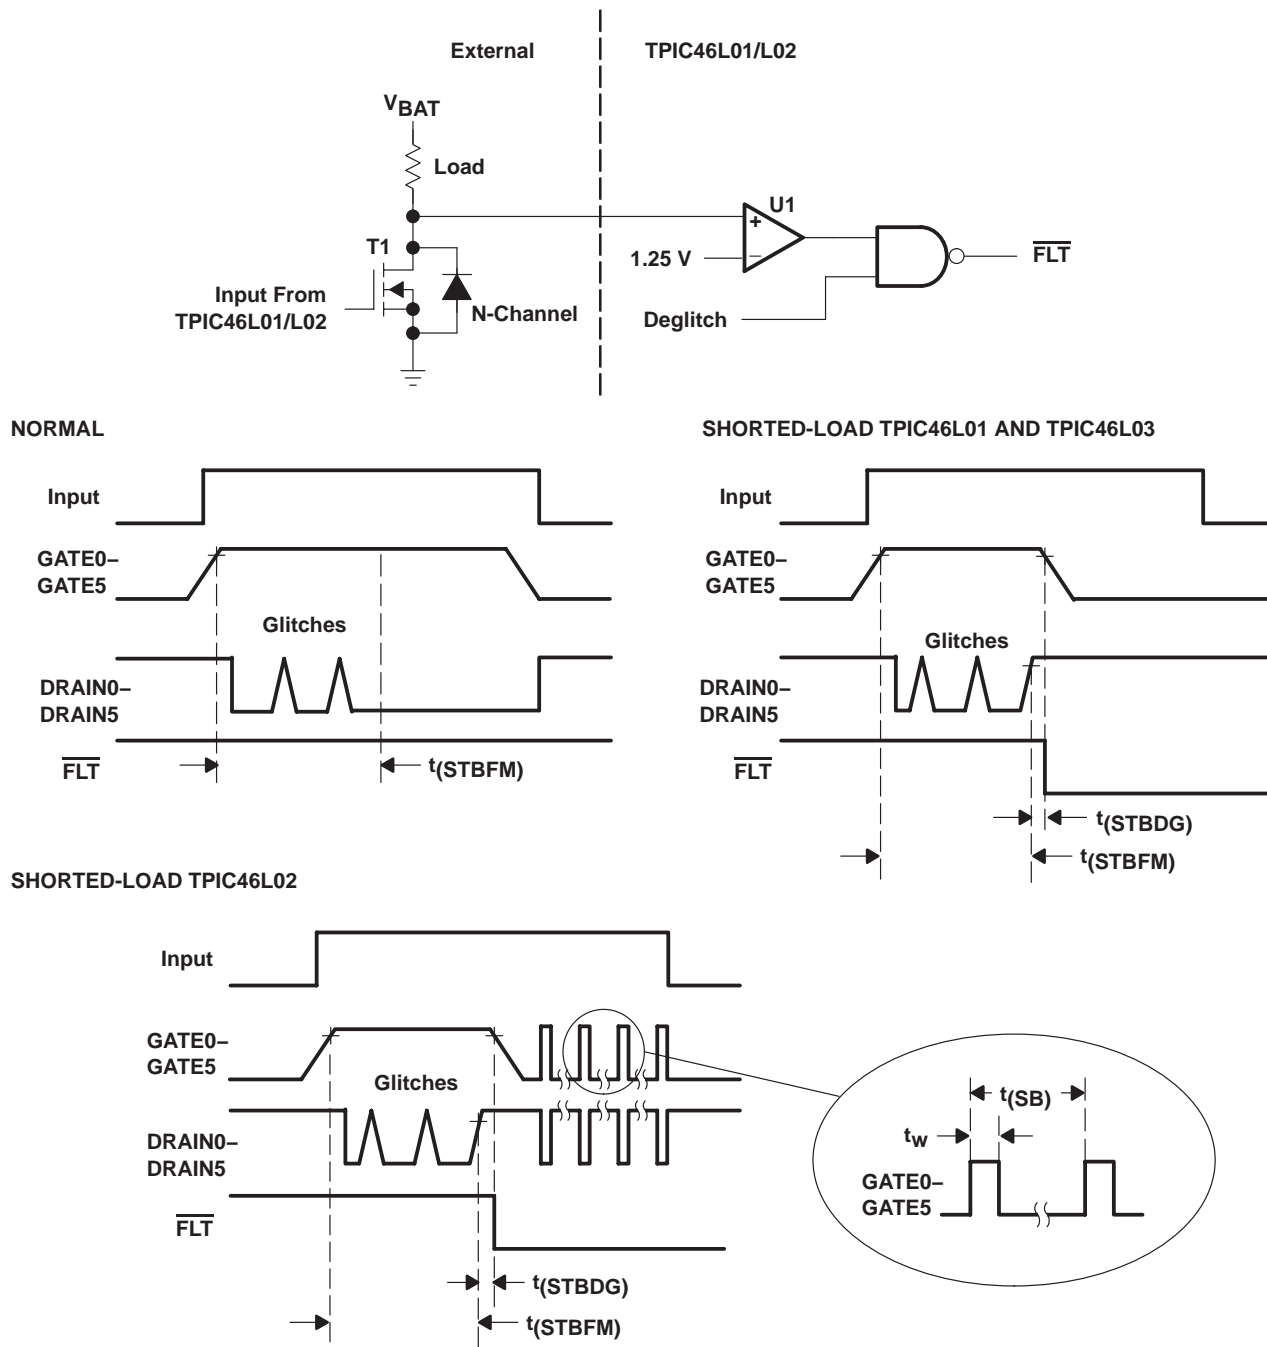 External
TPIC46L01/L02
VBAT
Load
T1
Input From
TPIC46L01/L02
N-Channel
U1
+
–
1.25 V
Deglitch
FLT
NORMAL
Input
GATE0–
GATE5
Glitches
DRAIN0–
DRAIN5
FLT
t(STBFM)
SHORTED-LOAD TPIC46L01 AND TPIC46L03
Input
GATE0–
GATE5
Glitches
DRAIN0–
DRAIN5
FLT
t(STBDG)
t(STBFM)
SHORTED-LOAD TPIC46L02
Input
GATE0–
GATE5
Glitches
DRAIN0–
DRAIN5
FLT
t(STBDG)
t(STBFM)
t(SB)
tw
GATE0–
GATE5